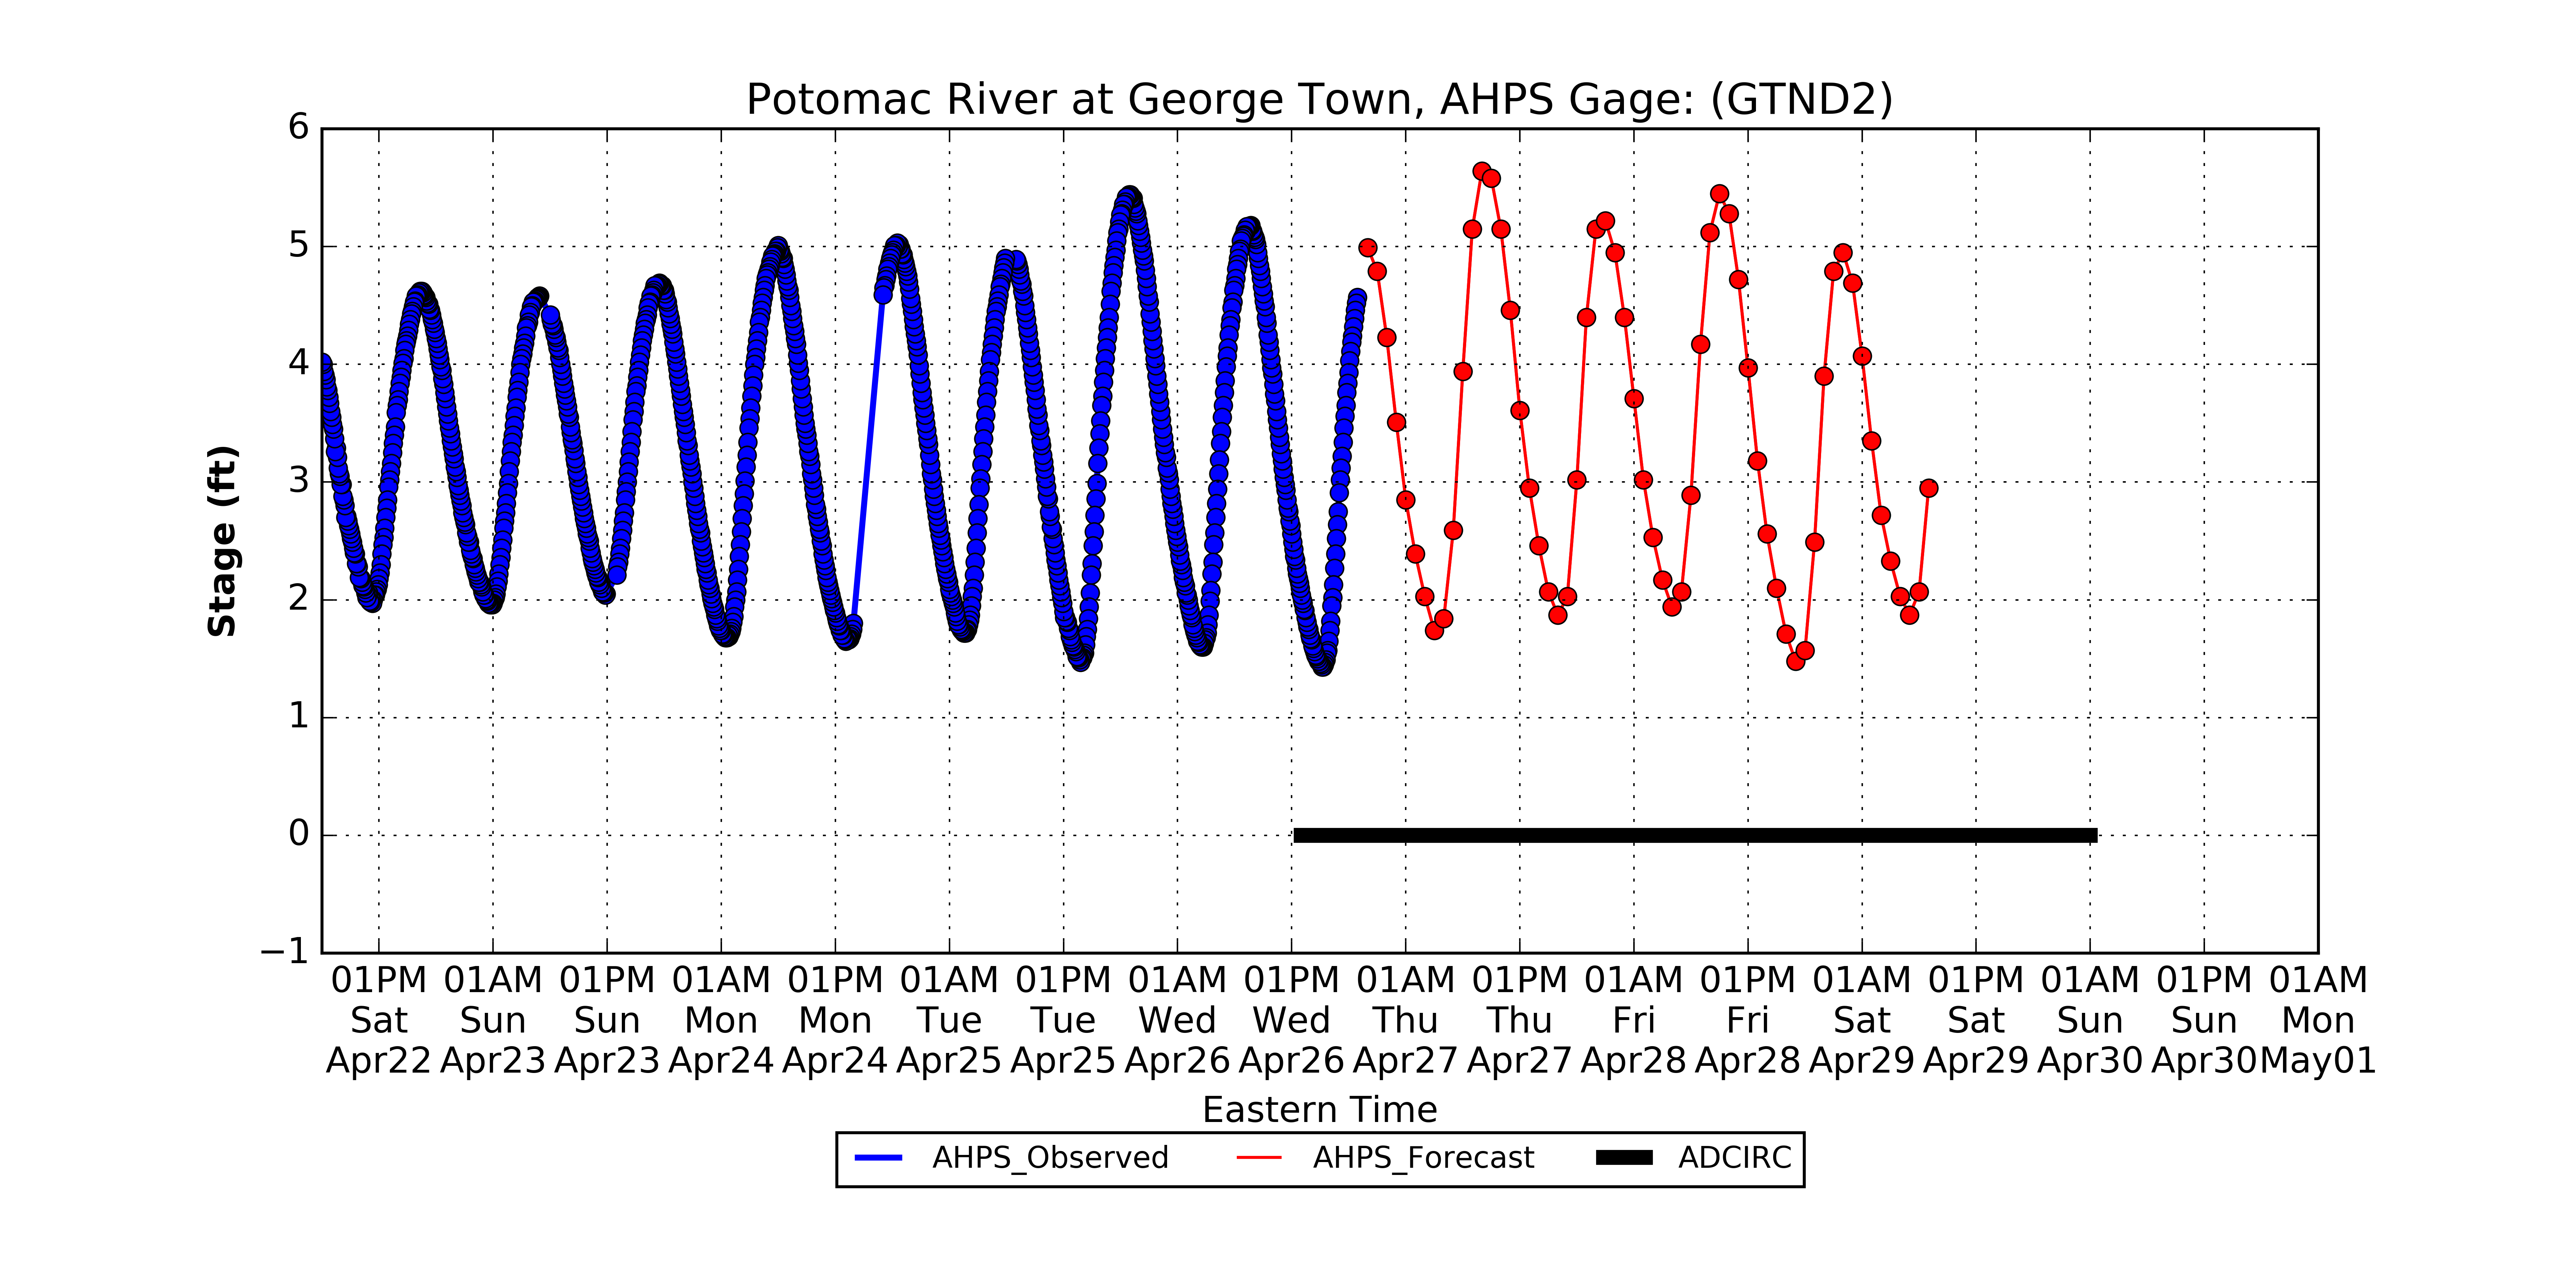 Potomac River at George Town, AHPS Gage: (GTND2)
6
5
4
3
2
1
0
−1
Stage (ft)
01PM 01AM 01PM 01AM 01PM 01AM 01PM 01AM 01PM 01AM 01PM 01AM 01PM 01AM 01PM 01AM 01PM 01AM
Sat Sun Sun Mon Mon Tue Tue Wed Wed Thu Thu Fri Fri Sat Sat Sun Sun Mon
Apr22 Apr23 Apr23 Apr24 Apr24 Apr25 Apr25 Apr26 Apr26 Apr27 Apr27 Apr28 Apr28 Apr29 Apr29 Apr30 Apr30 May01
Eastern Time
AHPS_Observed AHPS_Forecast ADCIRC